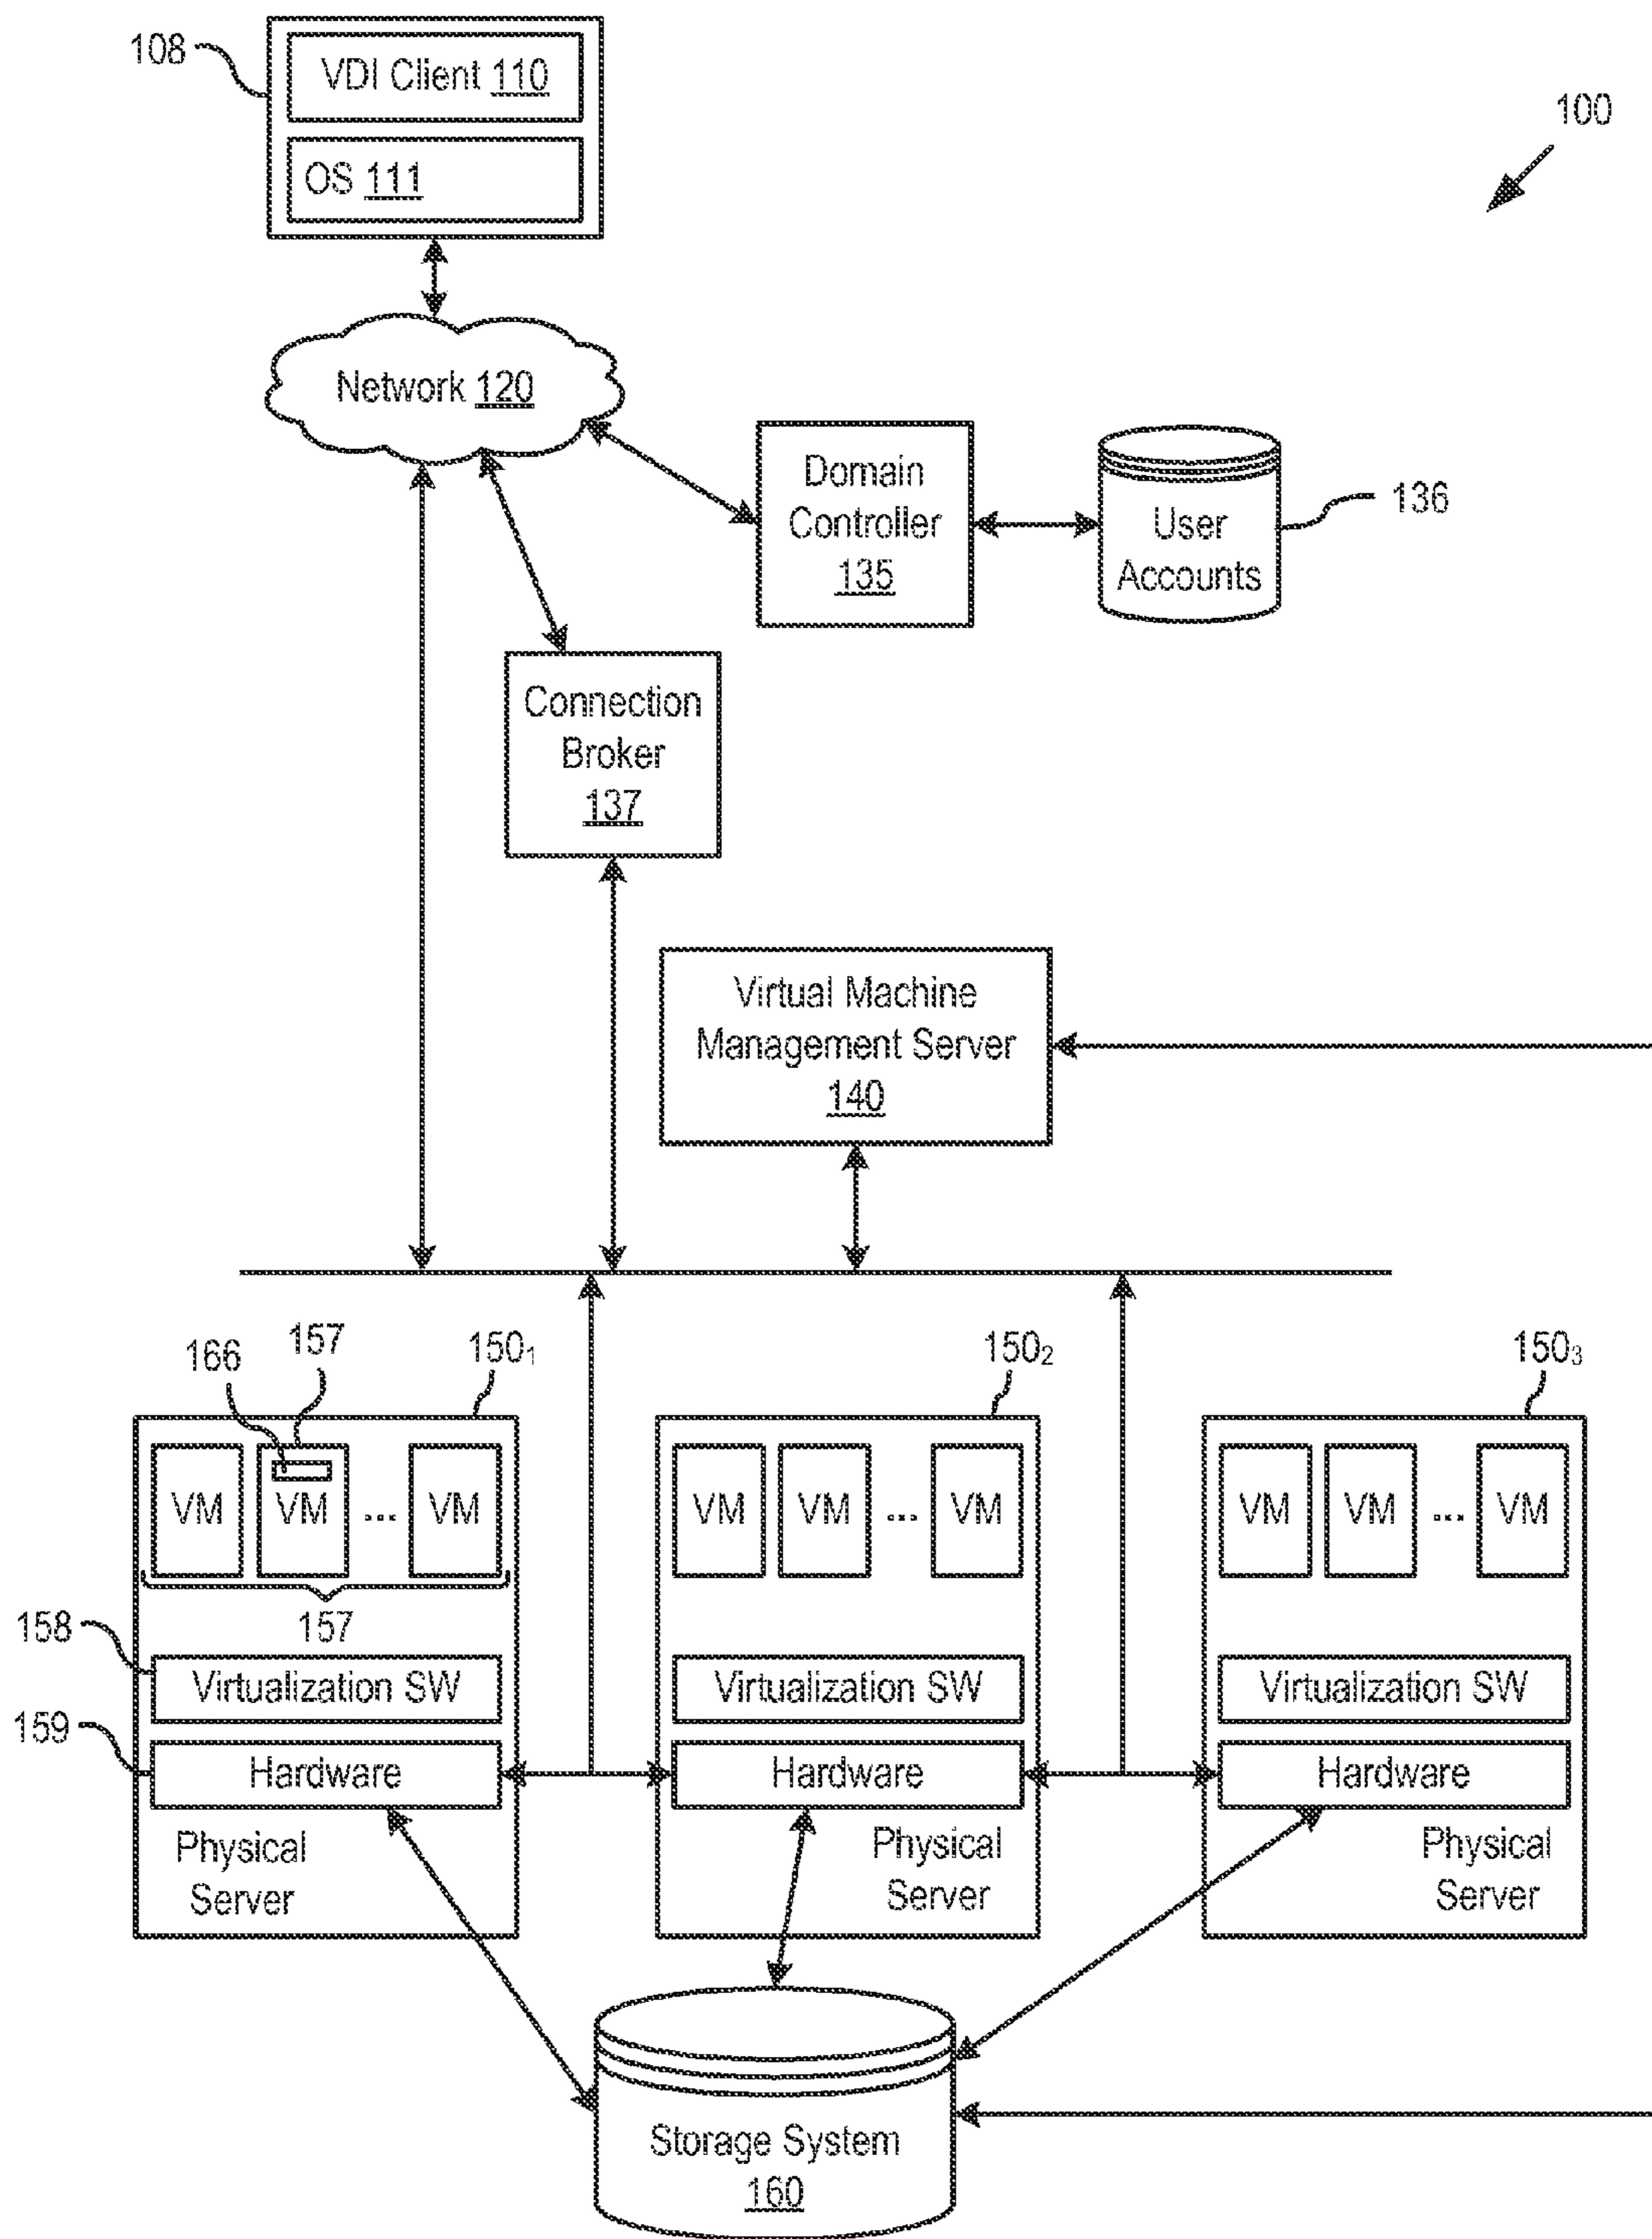 108
VDI Client 110
100
OS 111
Network 120
Domain
Controller
135
User
Accounts
136
Connection
Broker
137
Virtual Machine
Management Server
140
166
157
150₁
150₂
150₃
VM
VM
...
VM
VM
VM
...
VM
VM
VM
...
VM
157
158
Virtualization SW
Virtualization SW
Virtualization SW
159
Hardware
Hardware
Hardware
Physical
Server
Physical
Server
Physical
Server
Storage System
160